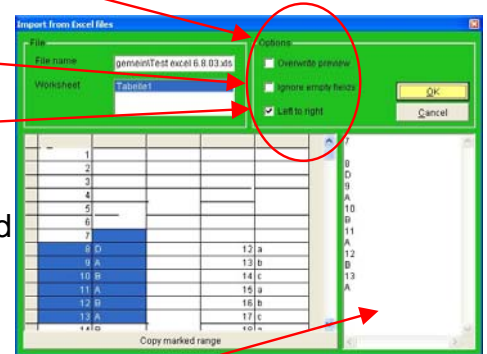 Import from Excel files
File
File name gemein\Test excel 6.8.03.xls
Worksheet Tabelle1
Options
Overwrite preview
Ignore empty fields
Left to right
OK
Cancel
1
2
3
4
5
6
7
8 D 12 a
9 A 13 b
10 B 14 c
11 A 15 a
12 B 16 b
13 A 17 c
Copy marked range
7
8
D
9
A
10
B
11
A
12
B
13
A
d